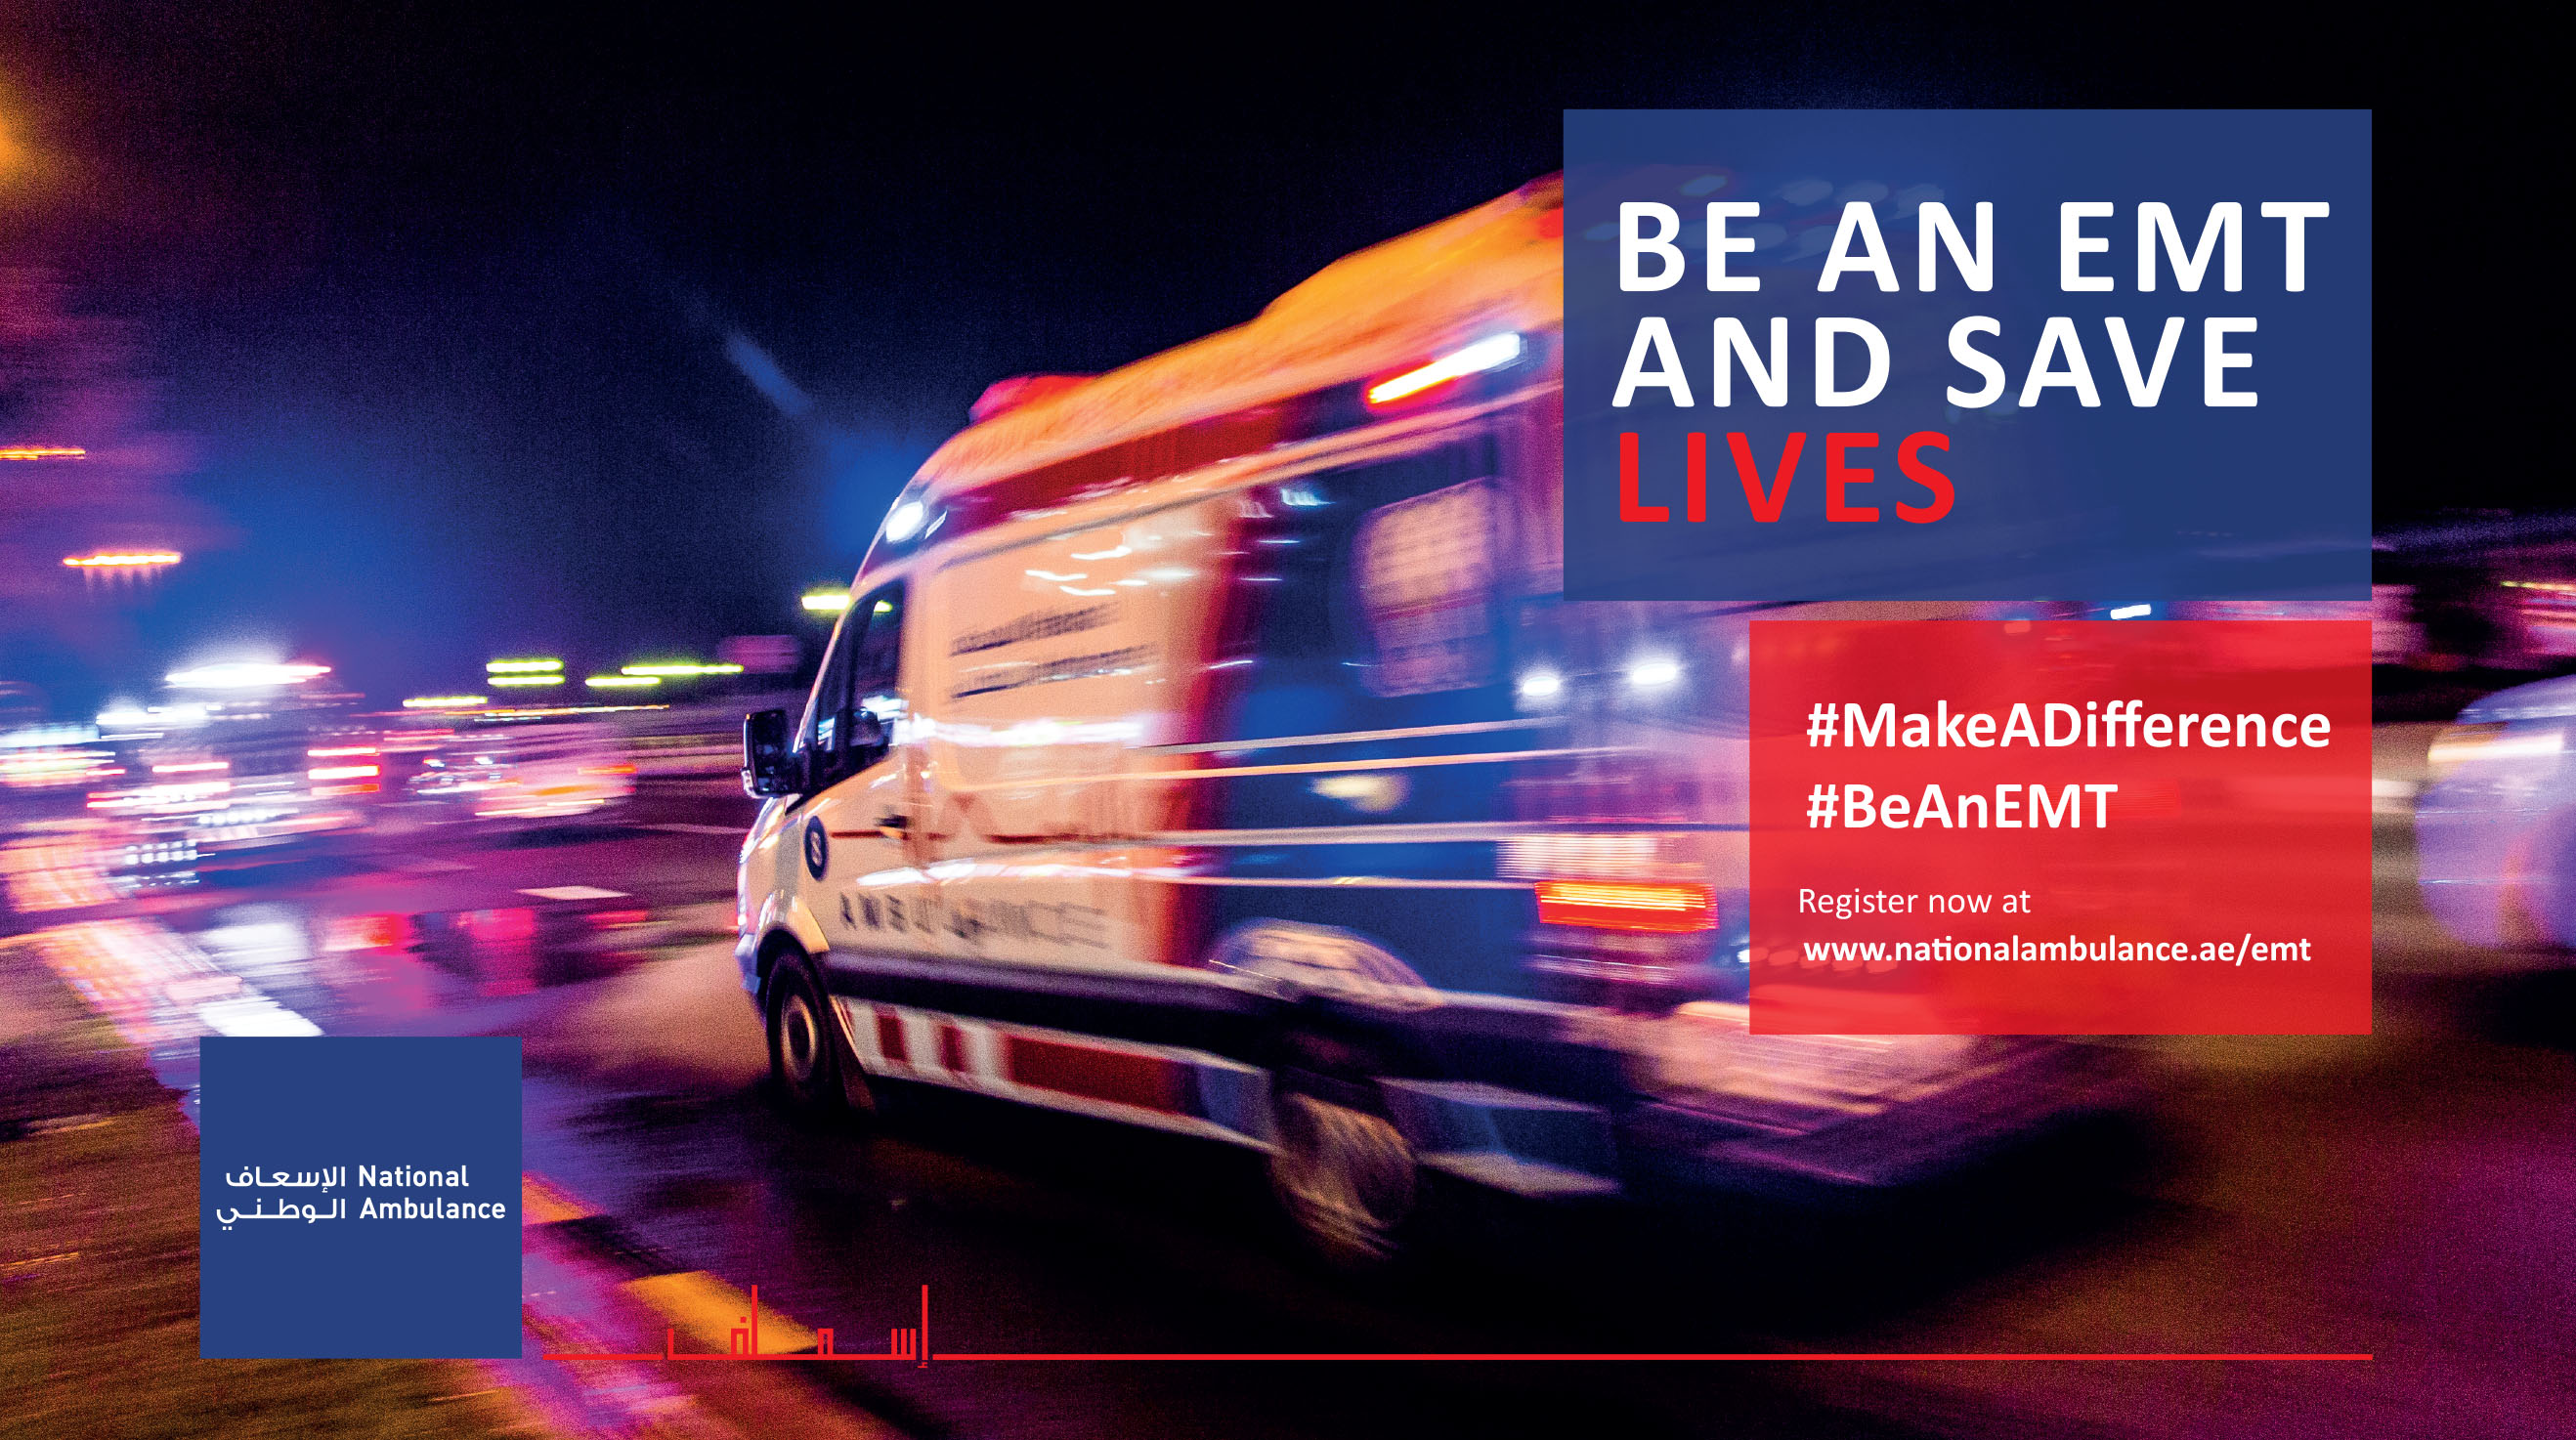 BE AN EMT
AND SAVE
LIVES
#MakeADifference
#BeAnEMT
Register now at
www.nationalambulance.ae/emt
الإسعاف National
الوطني Ambulance
AMBULANCE
إسعاف